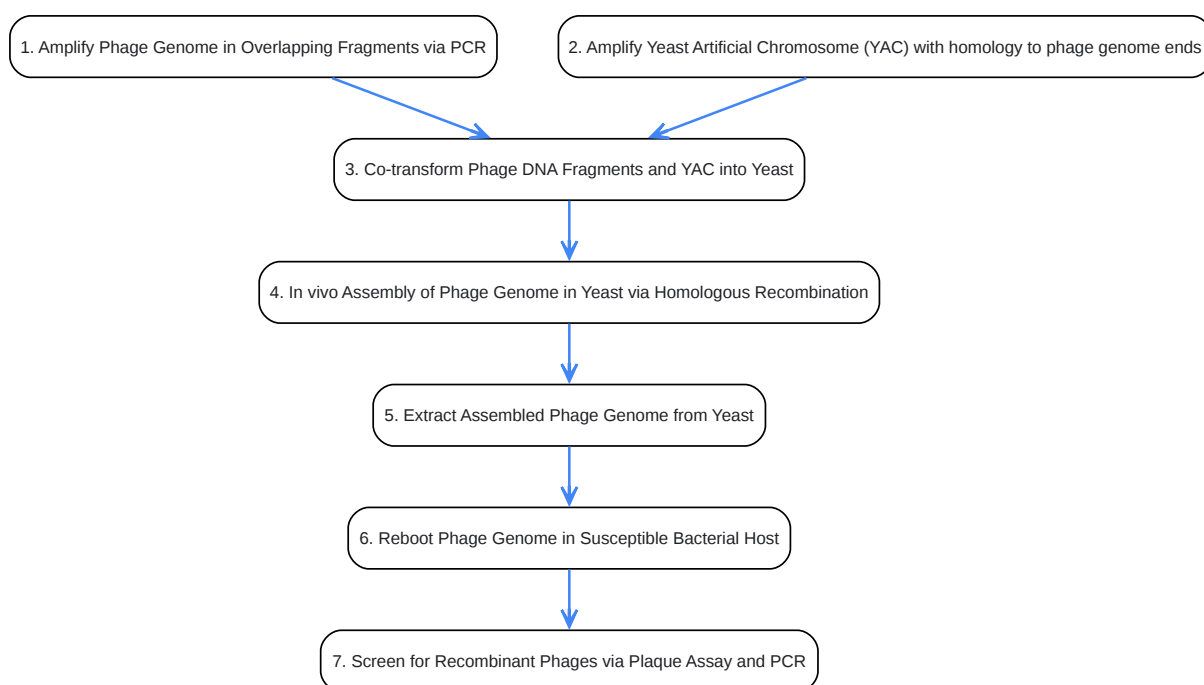 1. Amplify Phage Genome in Overlapping Fragments via PCR
2. Amplify Yeast Artificial Chromosome (YAC) with homology to phage genome ends
3. Co-transform Phage DNA Fragments and YAC into Yeast
4. In vivo Assembly of Phage Genome in Yeast via Homologous Recombination
5. Extract Assembled Phage Genome from Yeast
6. Reboot Phage Genome in Susceptible Bacterial Host
7. Screen for Recombinant Phages via Plaque Assay and PCR